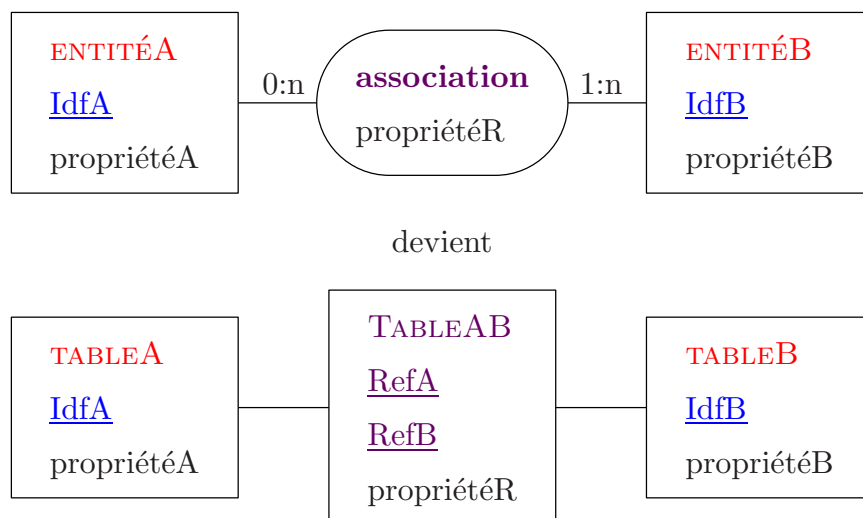 ENTITÉA
IdfA
propriétéA
0:n
association
propriétéR
1:n
ENTITÉB
IdfB
propriétéB
devient
TABLEA
IdfA
propriétéA
TABLEAB
RefA
RefB
propriétéR
TABLEB
IdfB
propriétéB